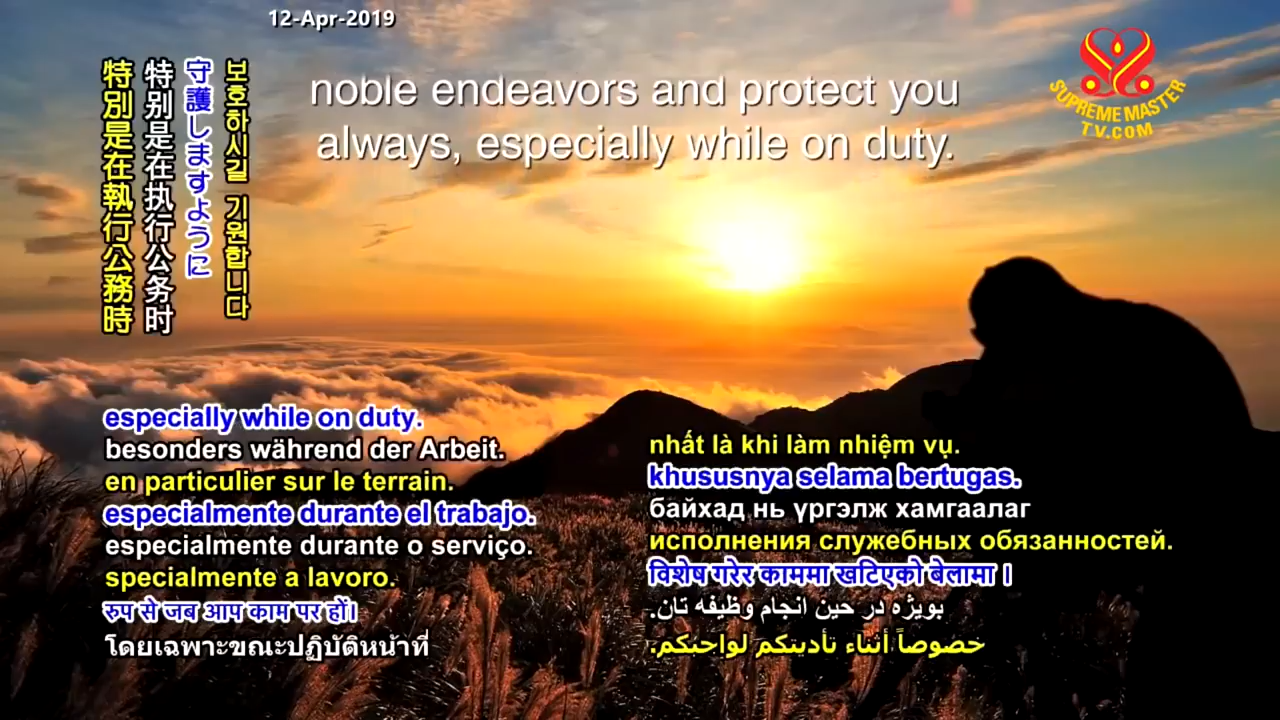 12-Apr-2019
noble endeavors and protect you
always, especially while on duty.
SUPREME MASTER
TV.COM
보호하시길 기원합니다
守護しますように
特别是在执行公务时
特別是在執行公務時
especially while on duty.
besonders während der Arbeit.
en particulier sur le terrain.
especialmente durante el trabajo.
especialmente durante o serviço.
specialmente a lavoro.
रुप से जब आप काम पर हों।
โดยเฉพาะขณะปฏิบัติหน้าที่
nhất là khi làm nhiệm vụ.
khususnya selama bertugas.
байхад нь үргэлж хамгаалаг
исполнения служебных обязанностей.
विशेष गरेर काममा खटिएको बेलामा ।
بویژه در حین انجام وظیفه تان.
خصوصاً أثناء تأديتكم لواجبكم.